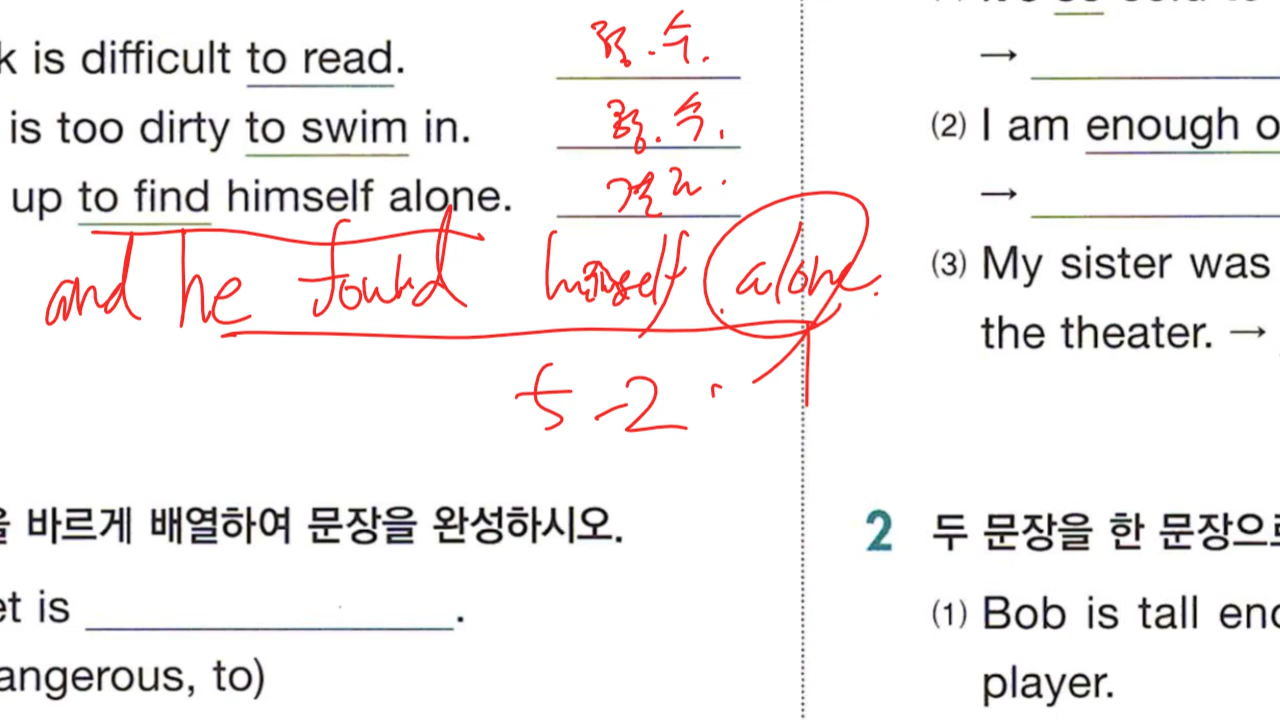 k is difficult to read. 형.수.
is too dirty to swim in. 형.수.
up to find himself alone. 결과.
and he found himself alone.
5-2
을 바르게 배열하여 문장을 완성하시오.
et is .
angerous, to)
→
(2) I am enough o
→
(3) My sister was
the theater. →
2 두 문장을 한 문장으로
(1) Bob is tall eno
player.